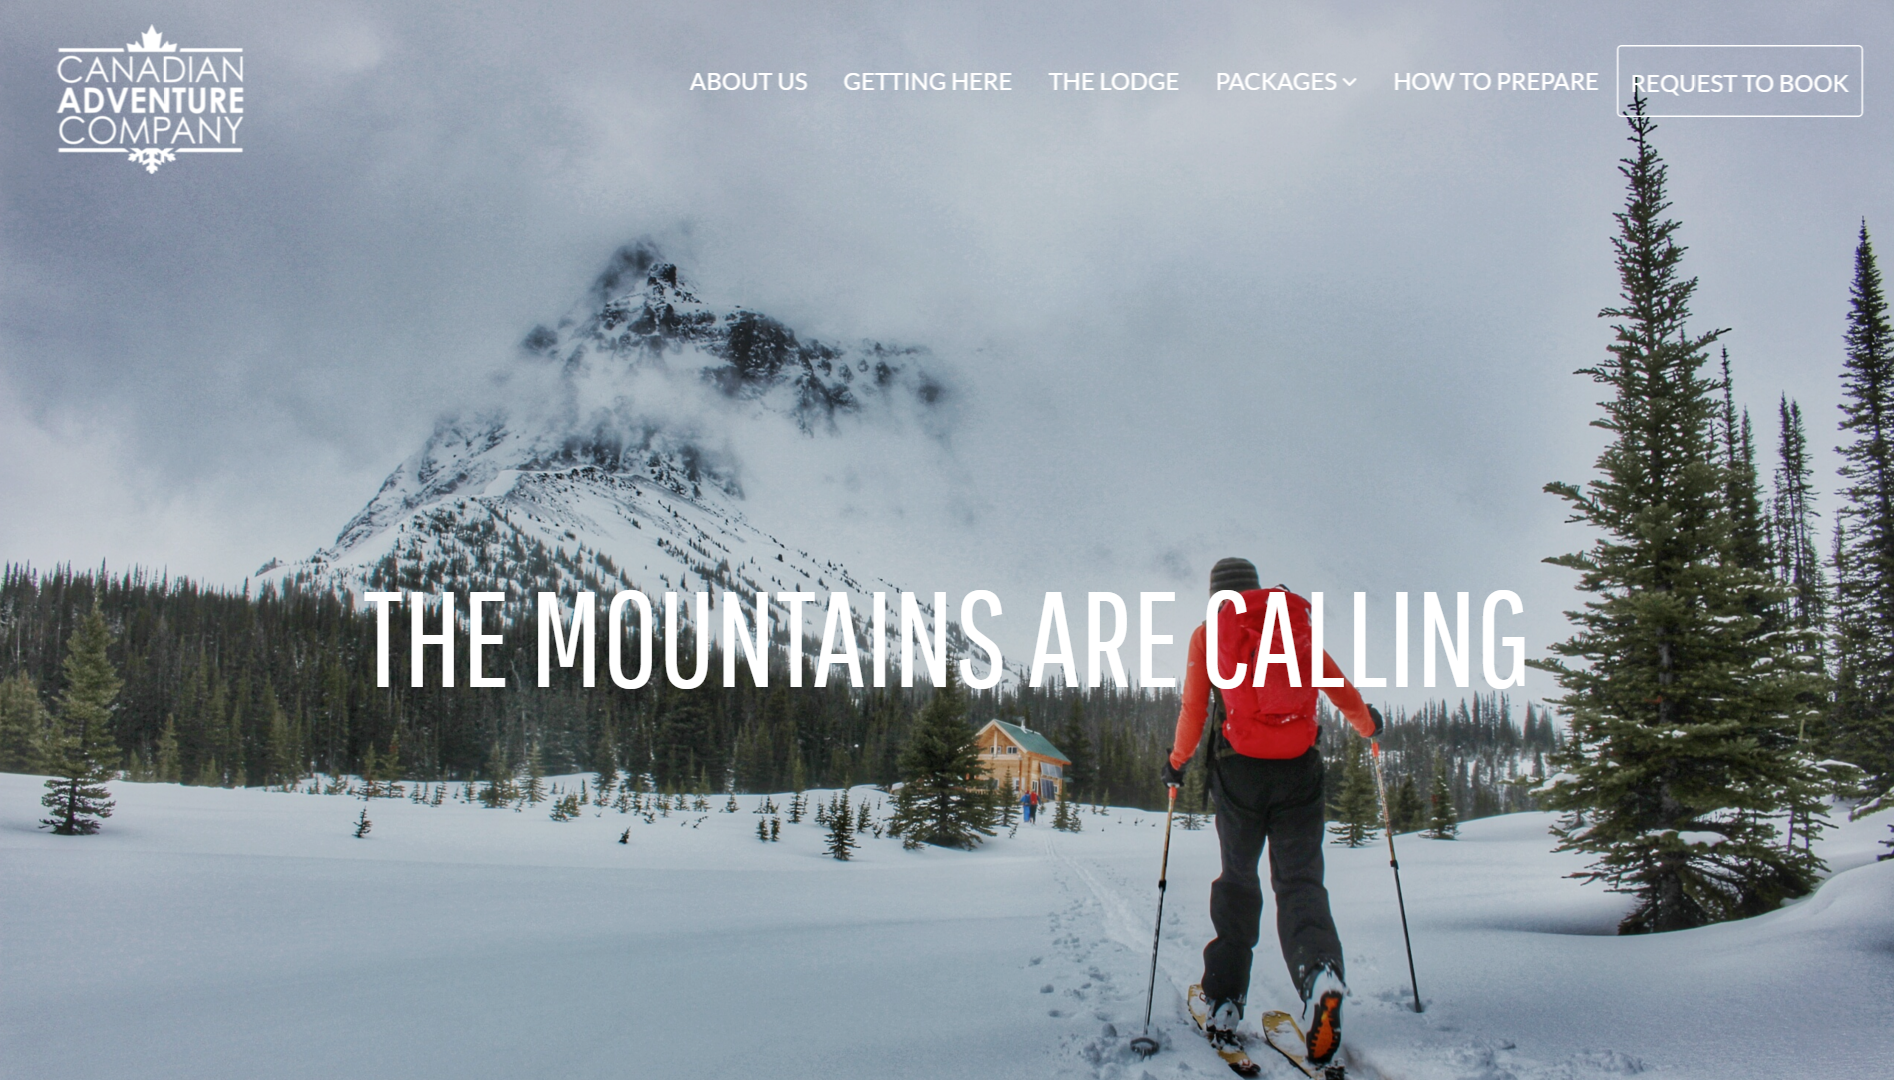 CANADIAN
ADVENTURE
COMPANY
ABOUT US GETTING HERE THE LODGE PACKAGES HOW TO PREPARE REQUEST TO BOOK
THE MOUNTAINS ARE CALLING